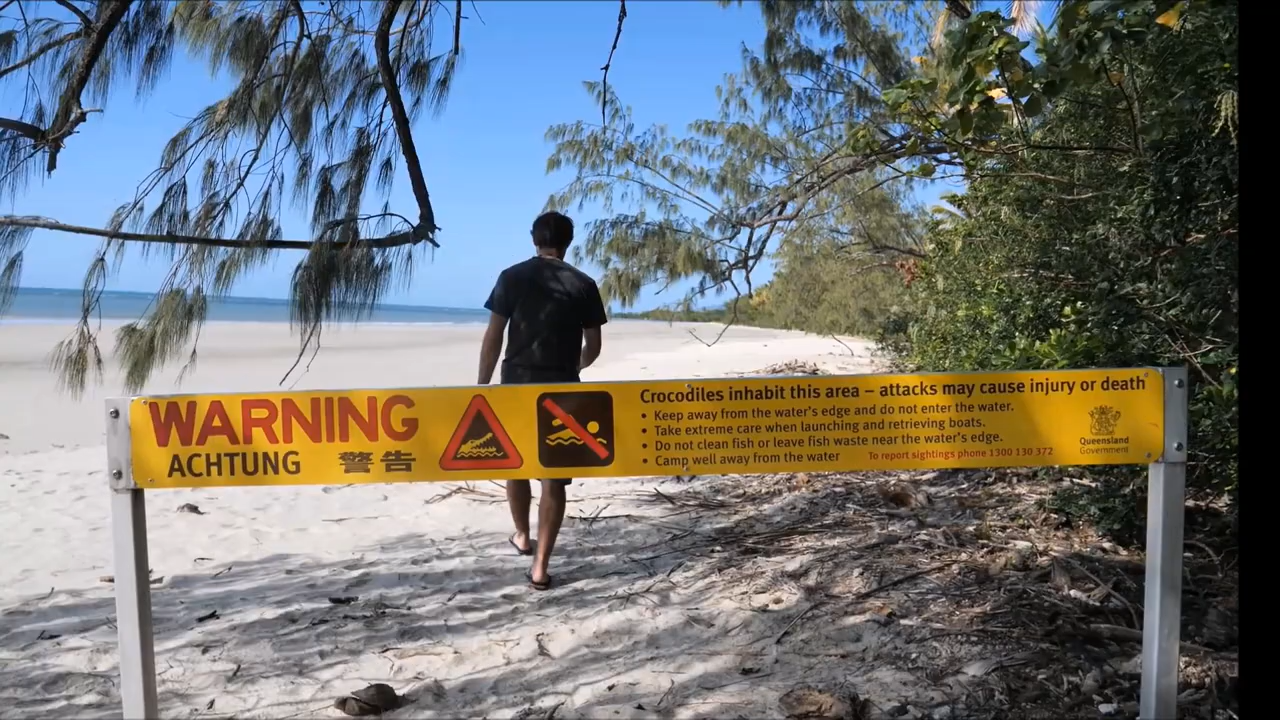 WARNING
ACHTUNG 警告
Crocodiles inhabit this area – attacks may cause injury or death
• Keep away from the water's edge and do not enter the water.
• Take extreme care when launching and retrieving boats.
• Do not clean fish or leave fish waste near the water's edge.
• Camp well away from the water
To report sightings phone 1300 130 372
Queensland
Government